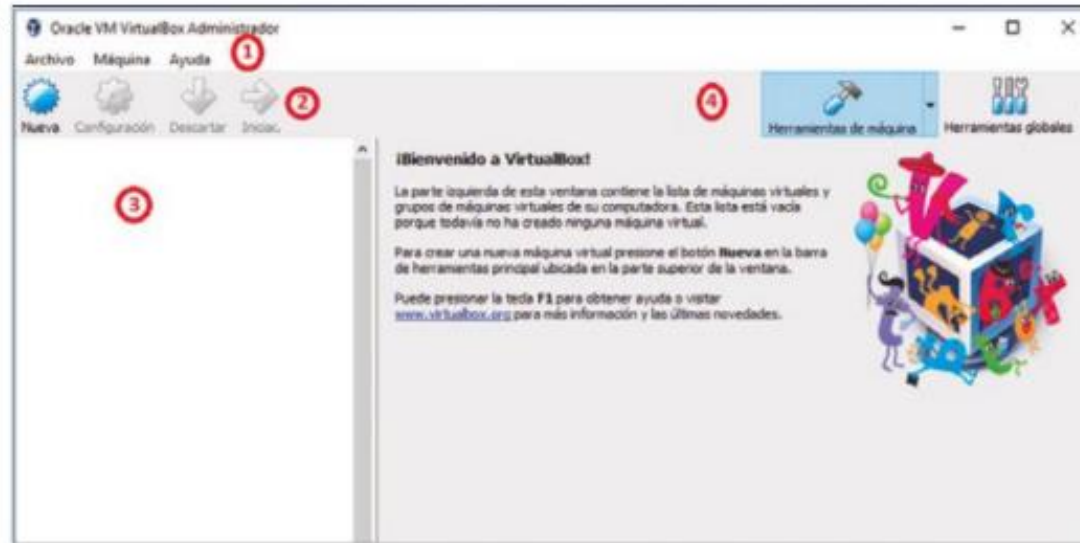 Oracle VM VirtualBox Administrador
Archivo Máquina Ayuda
1
Nueva Configuración Descartar Iniciar.
2
4
Herramientas de máquina Herramientas globales
3
¡Bienvenido a VirtualBox!
La parte izquierda de esta ventana contiene la lista de máquinas virtuales y
grupos de máquinas virtuales de su computadora. Esta lista está vacía
porque todavía no ha creado ninguna máquina virtual.
Para crear una nueva máquina virtual presione el botón Nueva en la barra
de herramientas principal ubicada en la parte superior de la ventana.
Puede presionar la tecla F1 para obtener ayuda o visitar
www.virtualbox.org para más información y las últimas novedades.